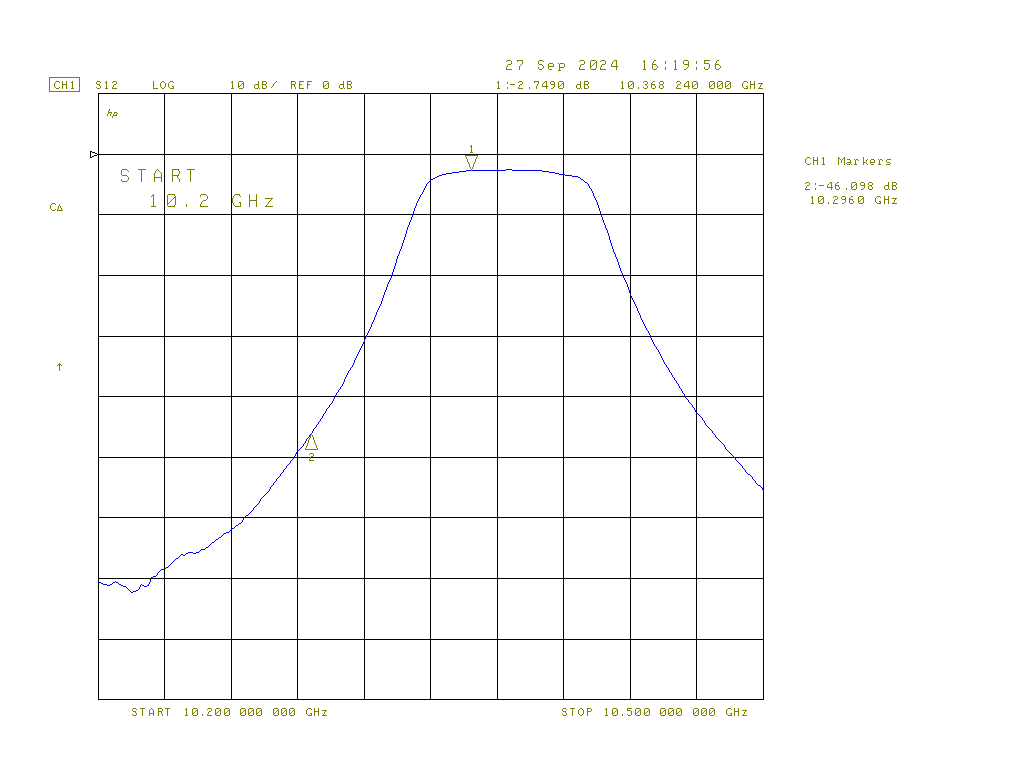 27 Sep 2024 16:19:56
CH1 S12 LOG 10 dB/ REF 0 dB 1:-2.7490 dB 10.368 240 000 GHz
hp
1
START
10.2 GHz
CH1 Markers
2:-46.098 dB
10.2960 GHz
CΔ
↑
2
START 10.200 000 000 GHz STOP 10.500 000 000 GHz